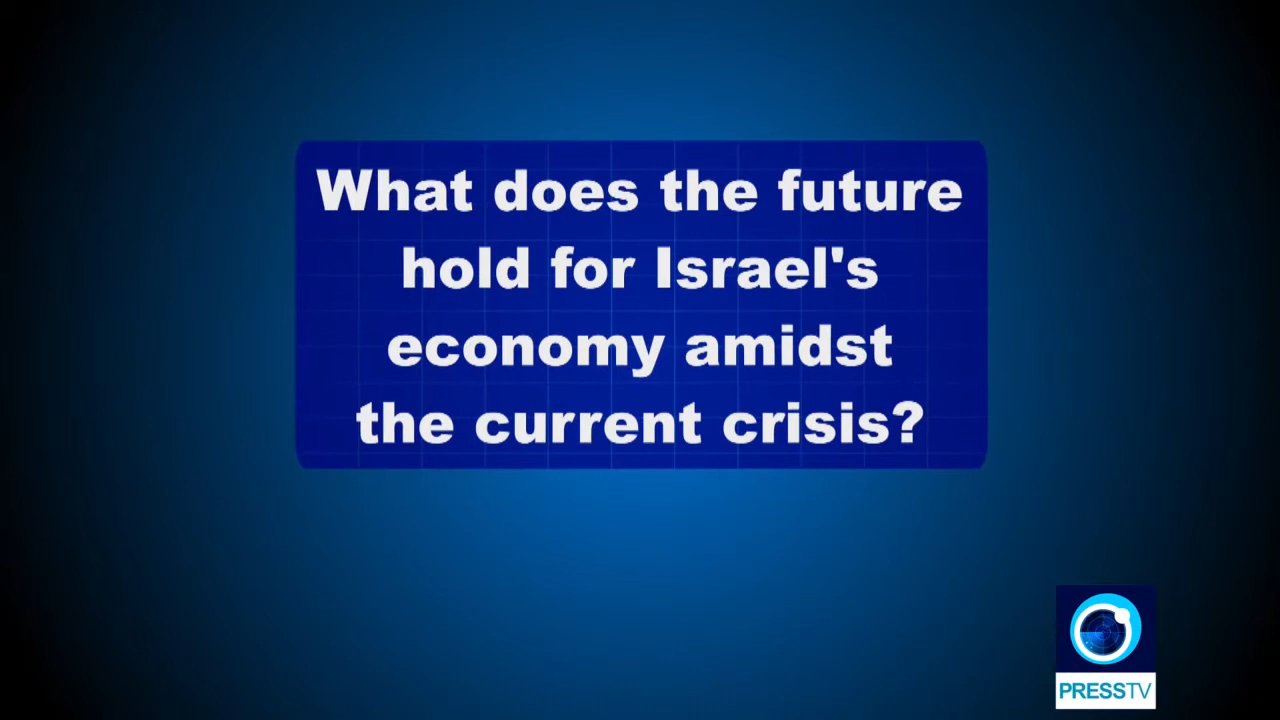 What does the future
hold for Israel's
economy amidst
the current crisis?
PRESSTV